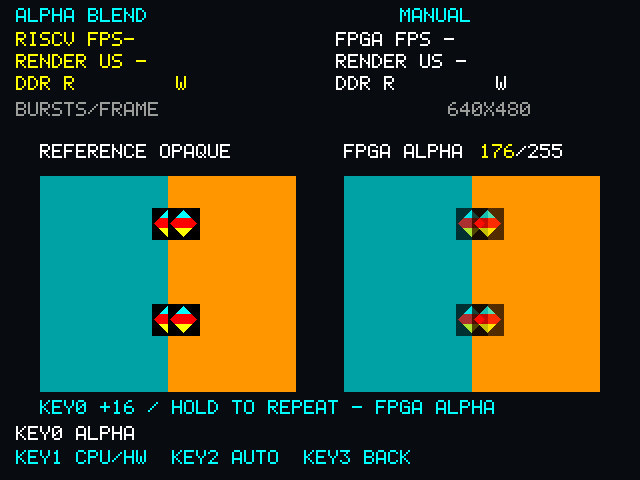 ALPHA BLEND MANUAL
RISCV FPS- FPGA FPS -
RENDER US - RENDER US -
DDR R W DDR R W
BURSTS/FRAME 640X480
REFERENCE OPAQUE FPGA ALPHA 176/255
KEY0 +16 / HOLD TO REPEAT - FPGA ALPHA
KEY0 ALPHA
KEY1 CPU/HW KEY2 AUTO KEY3 BACK